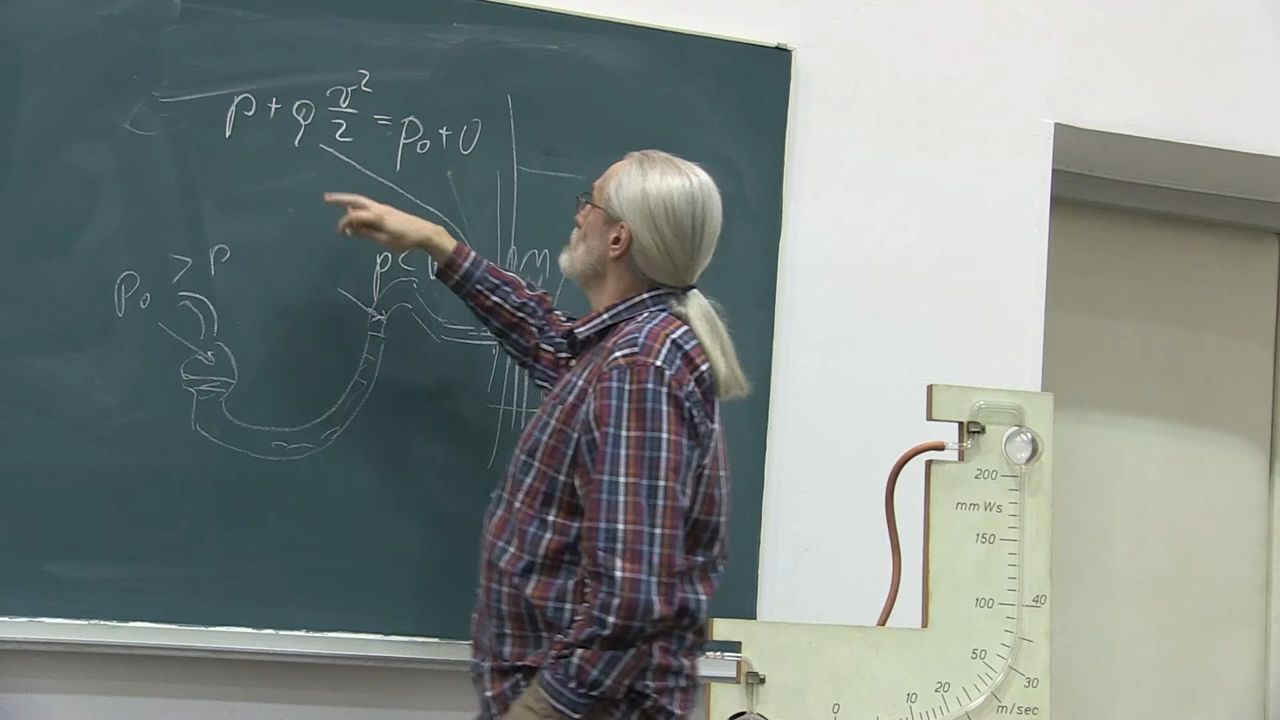 p + ϱ v²/2 = p₀ + 0
p₀ > p
p <
m
200
mm Ws
150
100 40
50
30
20
10
0
m/sec